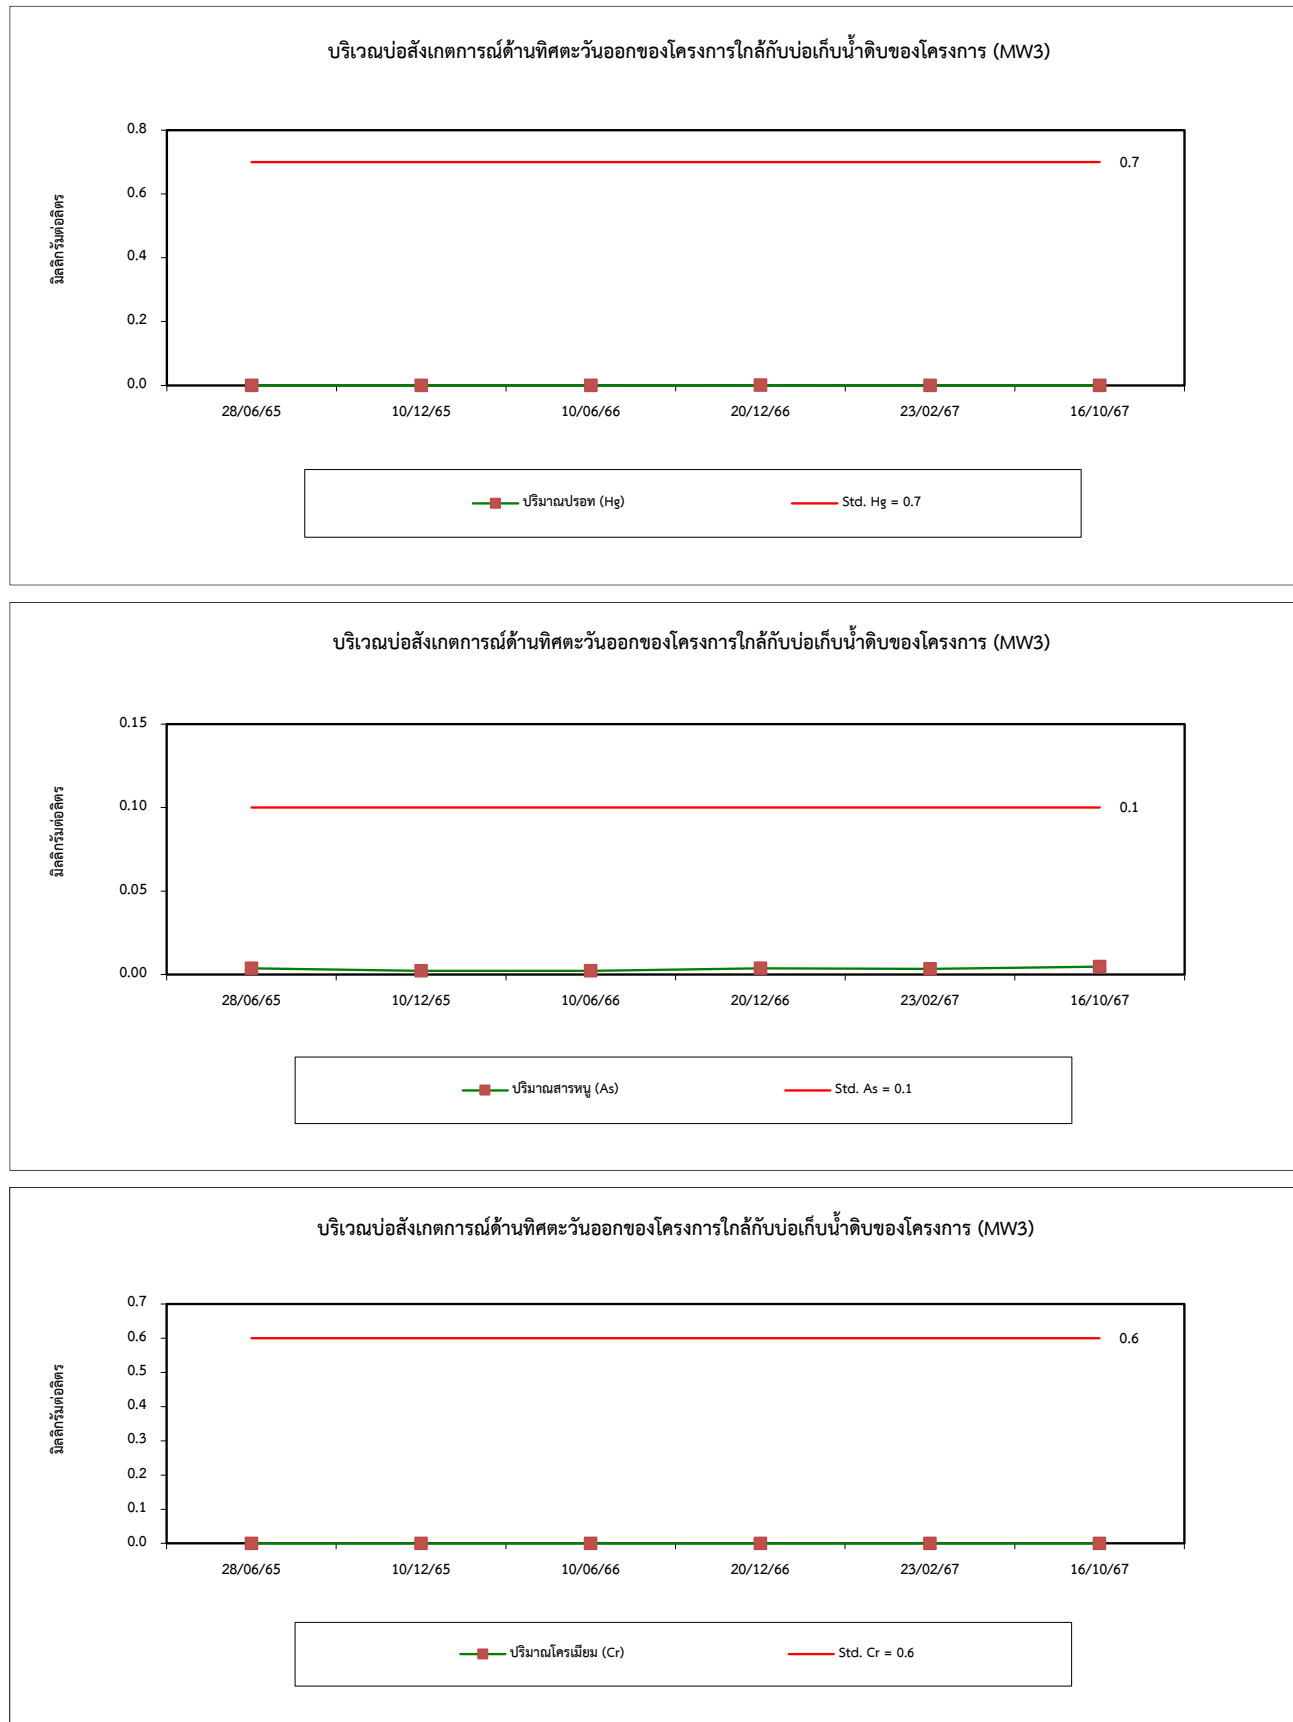 บริเวณบ่อสังเกตการณ์ด้านทิศตะวันออกของโครงการใกล้กับบ่อเก็บน้ำดิบของโครงการ (MW3)
มิลลิกรัมต่อลิตร
0.8
0.6
0.4
0.2
0.0
0.7
28/06/65 10/12/65 10/06/66 20/12/66 23/02/67 16/10/67
ปริมาณปรอท (Hg) Std. Hg = 0.7
บริเวณบ่อสังเกตการณ์ด้านทิศตะวันออกของโครงการใกล้กับบ่อเก็บน้ำดิบของโครงการ (MW3)
มิลลิกรัมต่อลิตร
0.15
0.10
0.05
0.00
0.1
28/06/65 10/12/65 10/06/66 20/12/66 23/02/67 16/10/67
ปริมาณสารหนู (As) Std. As = 0.1
บริเวณบ่อสังเกตการณ์ด้านทิศตะวันออกของโครงการใกล้กับบ่อเก็บน้ำดิบของโครงการ (MW3)
มิลลิกรัมต่อลิตร
0.7
0.6
0.5
0.4
0.3
0.2
0.1
0.0
0.6
28/06/65 10/12/65 10/06/66 20/12/66 23/02/67 16/10/67
ปริมาณโครเมียม (Cr) Std. Cr = 0.6